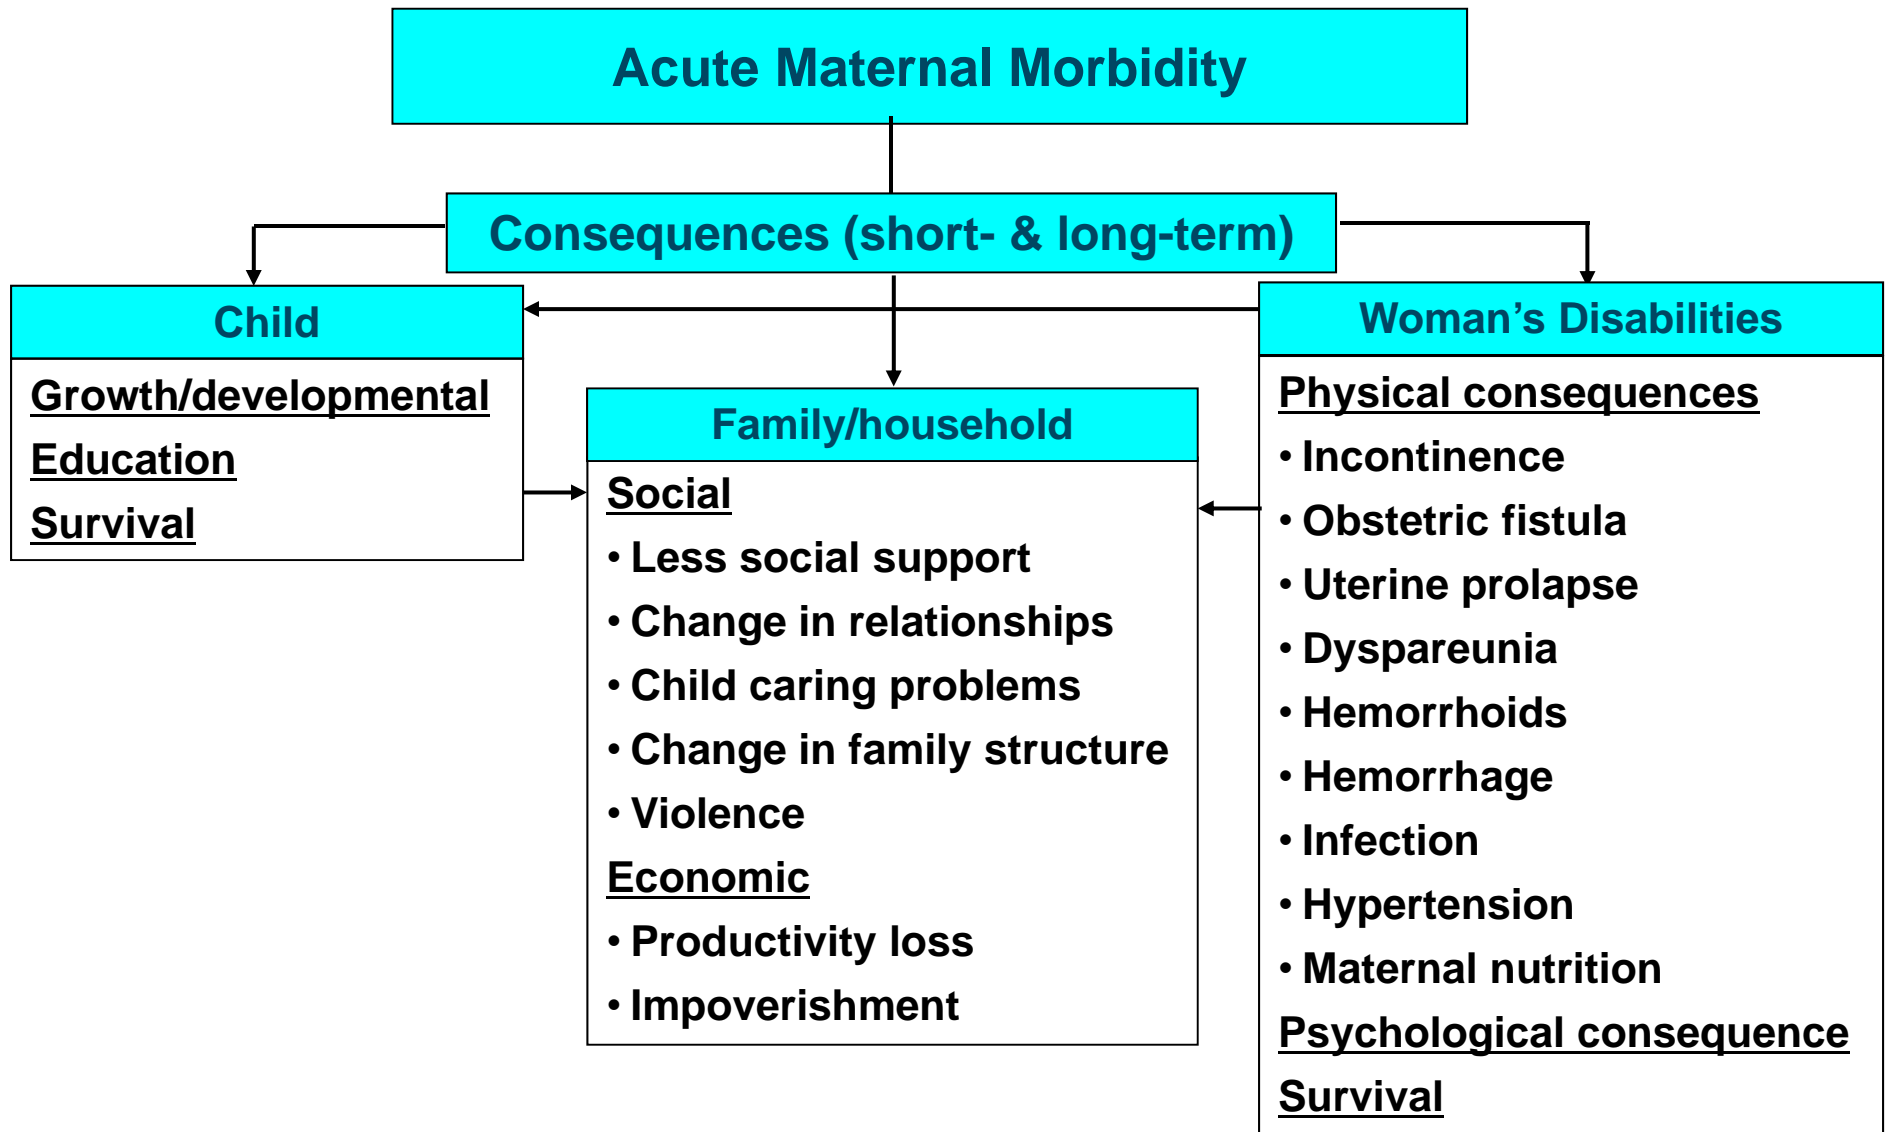 Acute Maternal Morbidity
Consequences (short- & long-term)
Child
Growth/developmental
Education
Survival
Family/household
Social
• Less social support
• Change in relationships
• Child caring problems
• Change in family structure
• Violence
Economic
• Productivity loss
• Impoverishment
Woman’s Disabilities
Physical consequences
• Incontinence
• Obstetric fistula
• Uterine prolapse
• Dyspareunia
• Hemorrhoids
• Hemorrhage
• Infection
• Hypertension
• Maternal nutrition
Psychological consequence
Survival